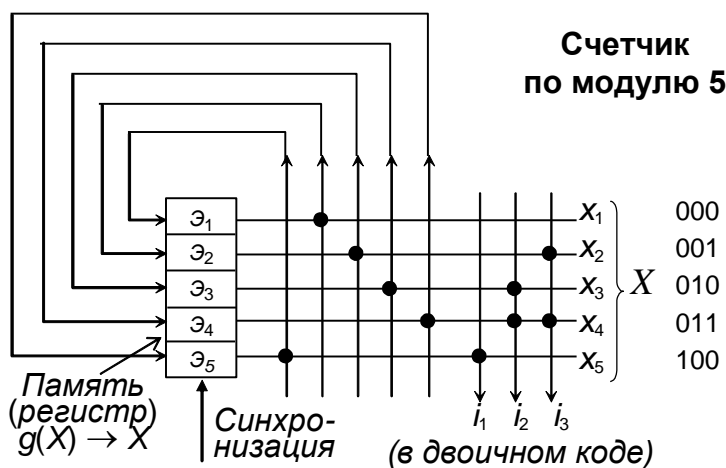 Счетчик
по модулю 5
Э1
Э2
Э3
Э4
Э5
x1 000
x2 001
x3 X 010
x4 011
x5 100
Память
(регистр)
g(X) → X
Синхро-
низация
i1 i2 i3
(в двоичном коде)